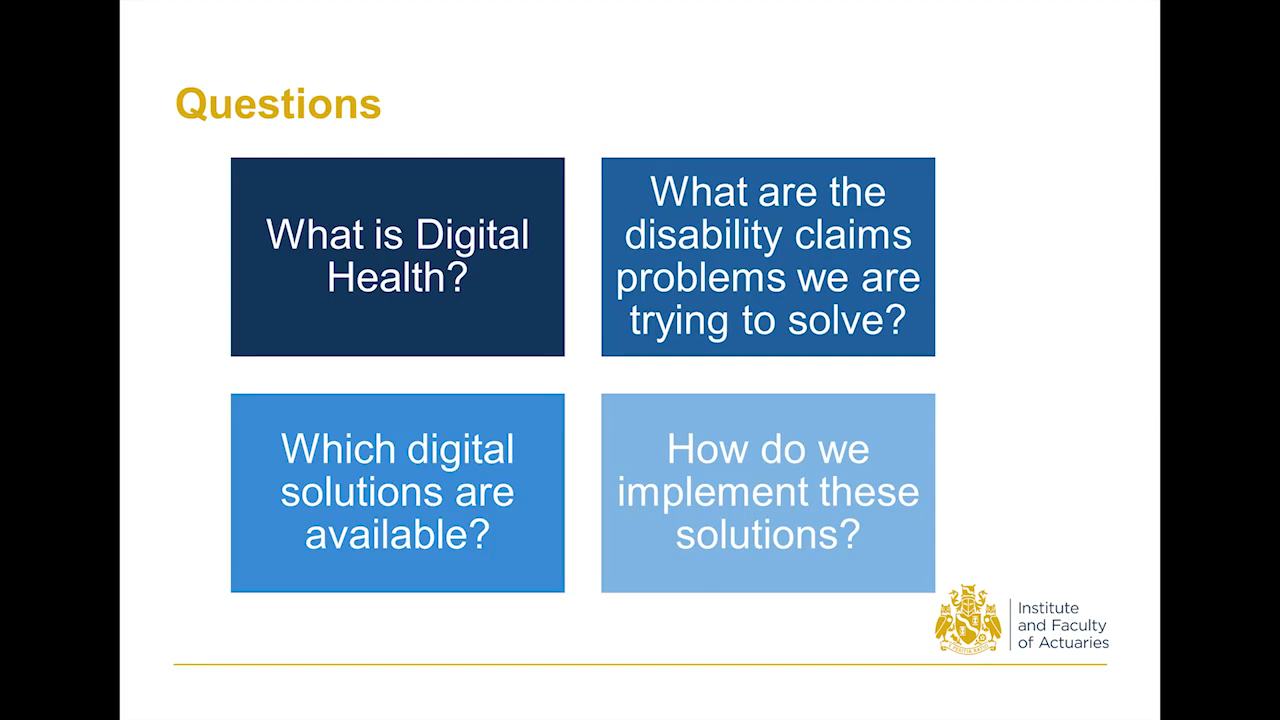 Questions
What is Digital
Health?
What are the
disability claims
problems we are
trying to solve?
Which digital
solutions are
available?
How do we
implement these
solutions?
Institute
and Faculty
of Actuaries